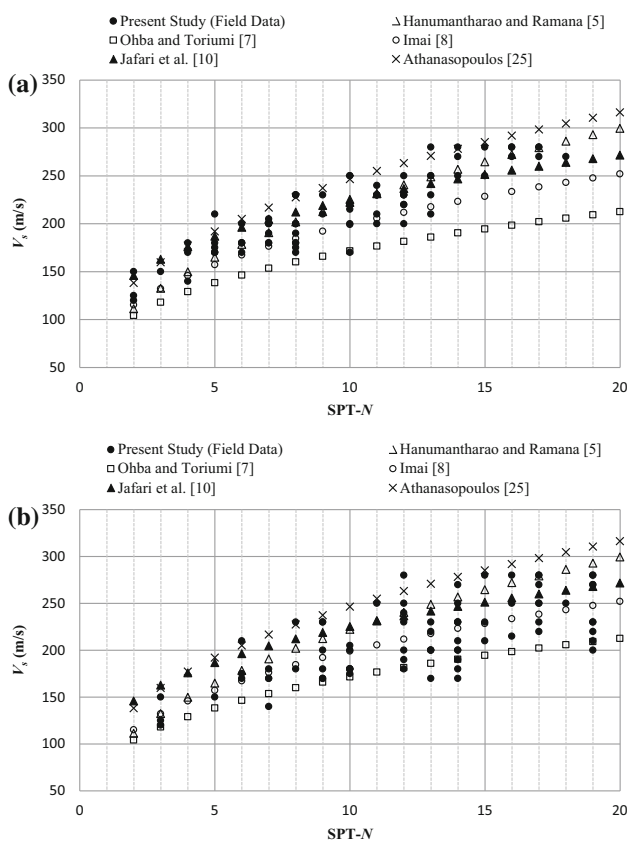 Present Study (Field Data) Hanumantharao and Ramana [5]
Ohba and Toriumi [7] Imai [8]
Jafari et al. [10] Athanasopoulos [25]
(a)
350
300
250
200
150
100
50
Vs (m/s)
0 5 10 15 20
SPT-N
Present Study (Field Data) Hanumantharao and Ramana [5]
Ohba and Toriumi [7] Imai [8]
Jafari et al. [10] Athanasopoulos [25]
(b)
350
300
250
200
150
100
50
Vs (m/s)
0 5 10 15 20
SPT-N